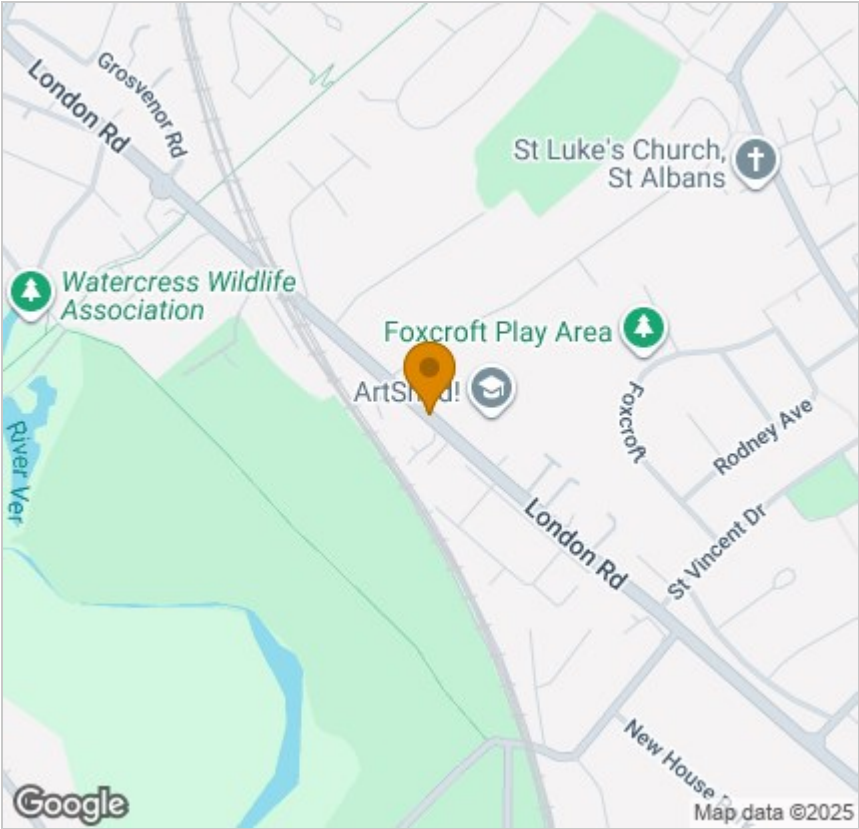 Grosvenor Rd
London Rd
St Luke's Church,
St Albans
Watercress Wildlife
Association
Foxcroft Play Area
Foxcroft
Rodney Ave
River Ver
London Rd
St Vincent Dr
New House
Google
Map data ©2025